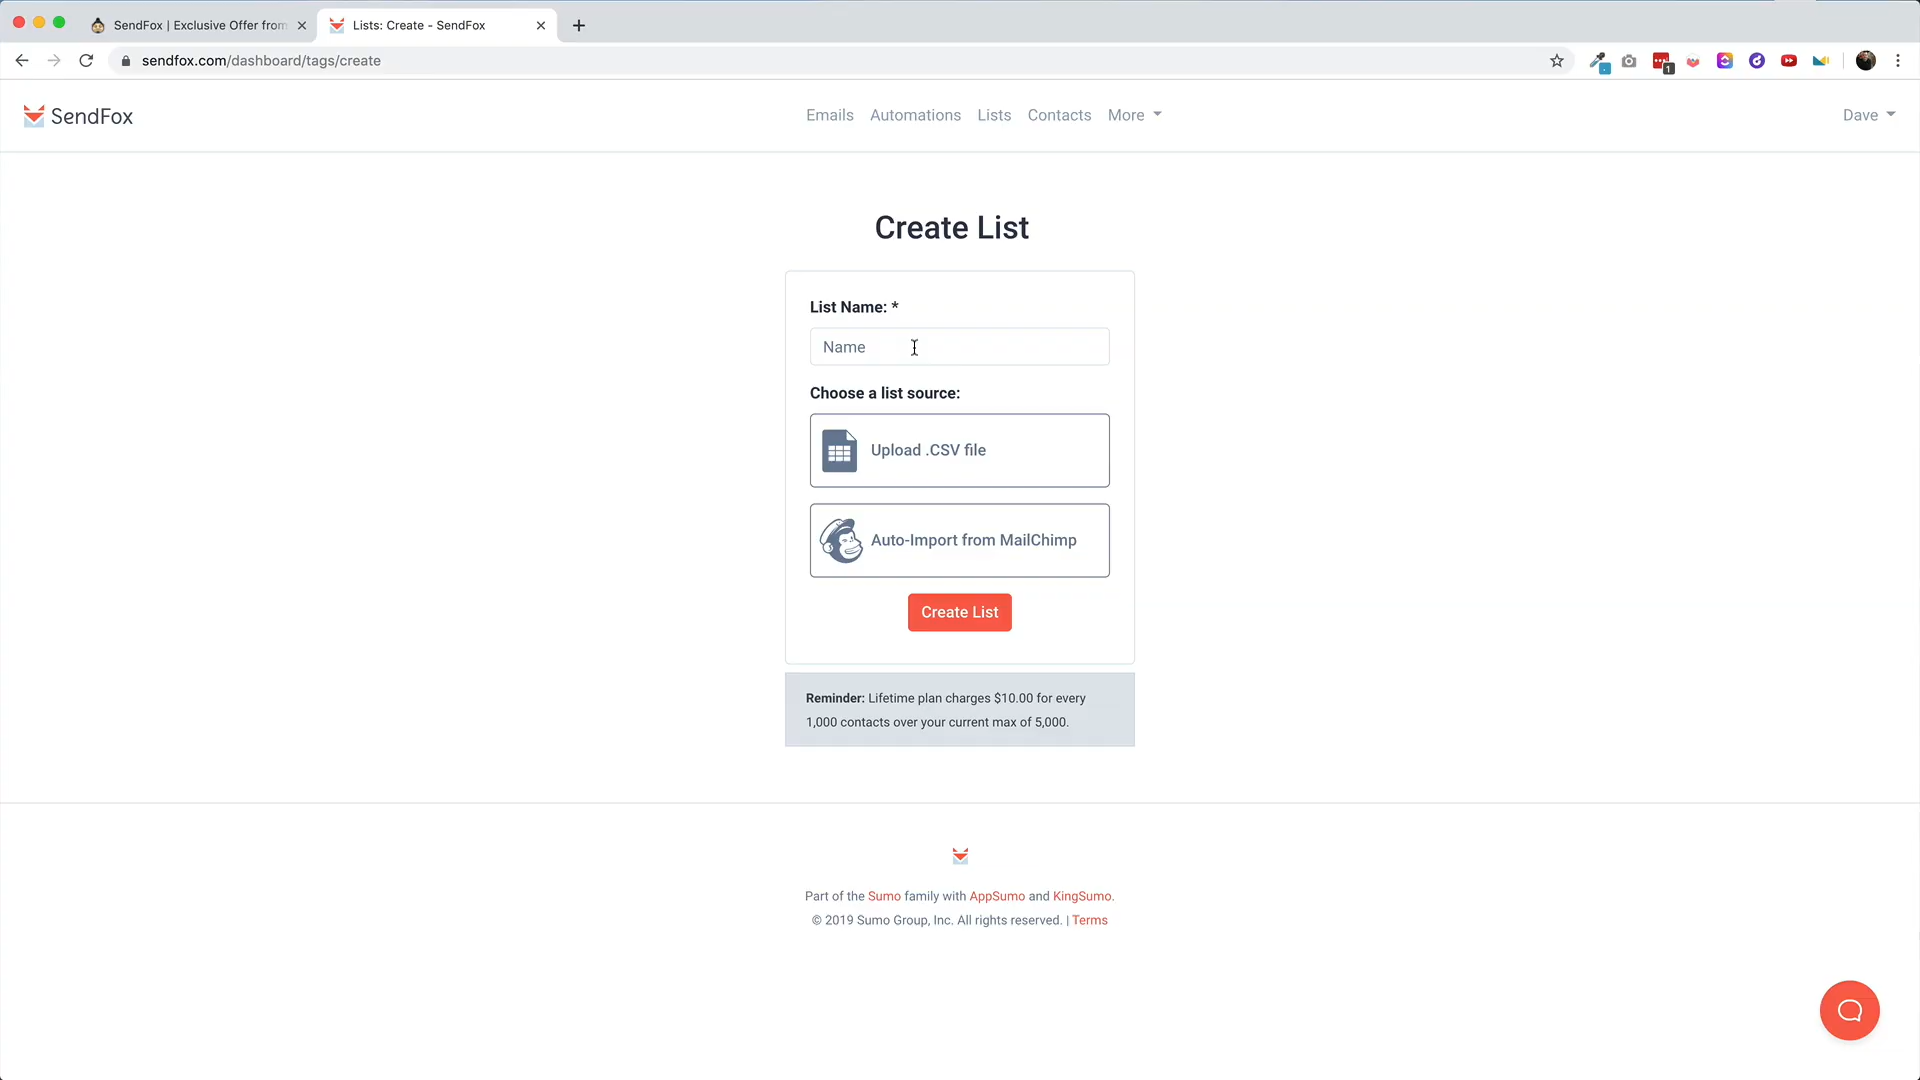 SendFox | Exclusive Offer from
Lists: Create - SendFox
sendfox.com/dashboard/tags/create
1
SendFox
Emails
Automations
Lists
Contacts
More
Dave
Create List
List Name: *
Name
Choose a list source:
Upload .CSV file
Auto-Import from MailChimp
Create List
Reminder: Lifetime plan charges $10.00 for every
1,000 contacts over your current max of 5,000.
Part of the Sumo family with AppSumo and KingSumo.
© 2019 Sumo Group, Inc. All rights reserved. | Terms